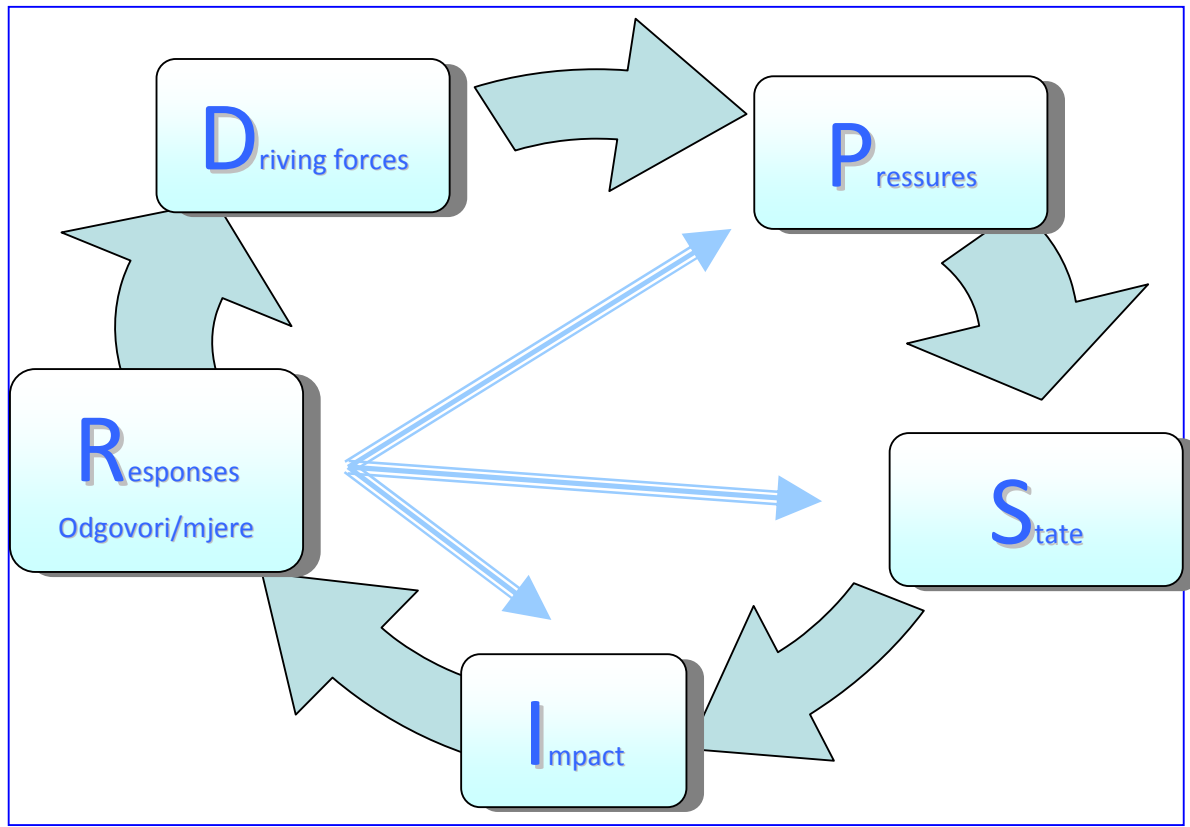 Driving forces
Pressures
State
Impact
Responses
Odgovori/mjere